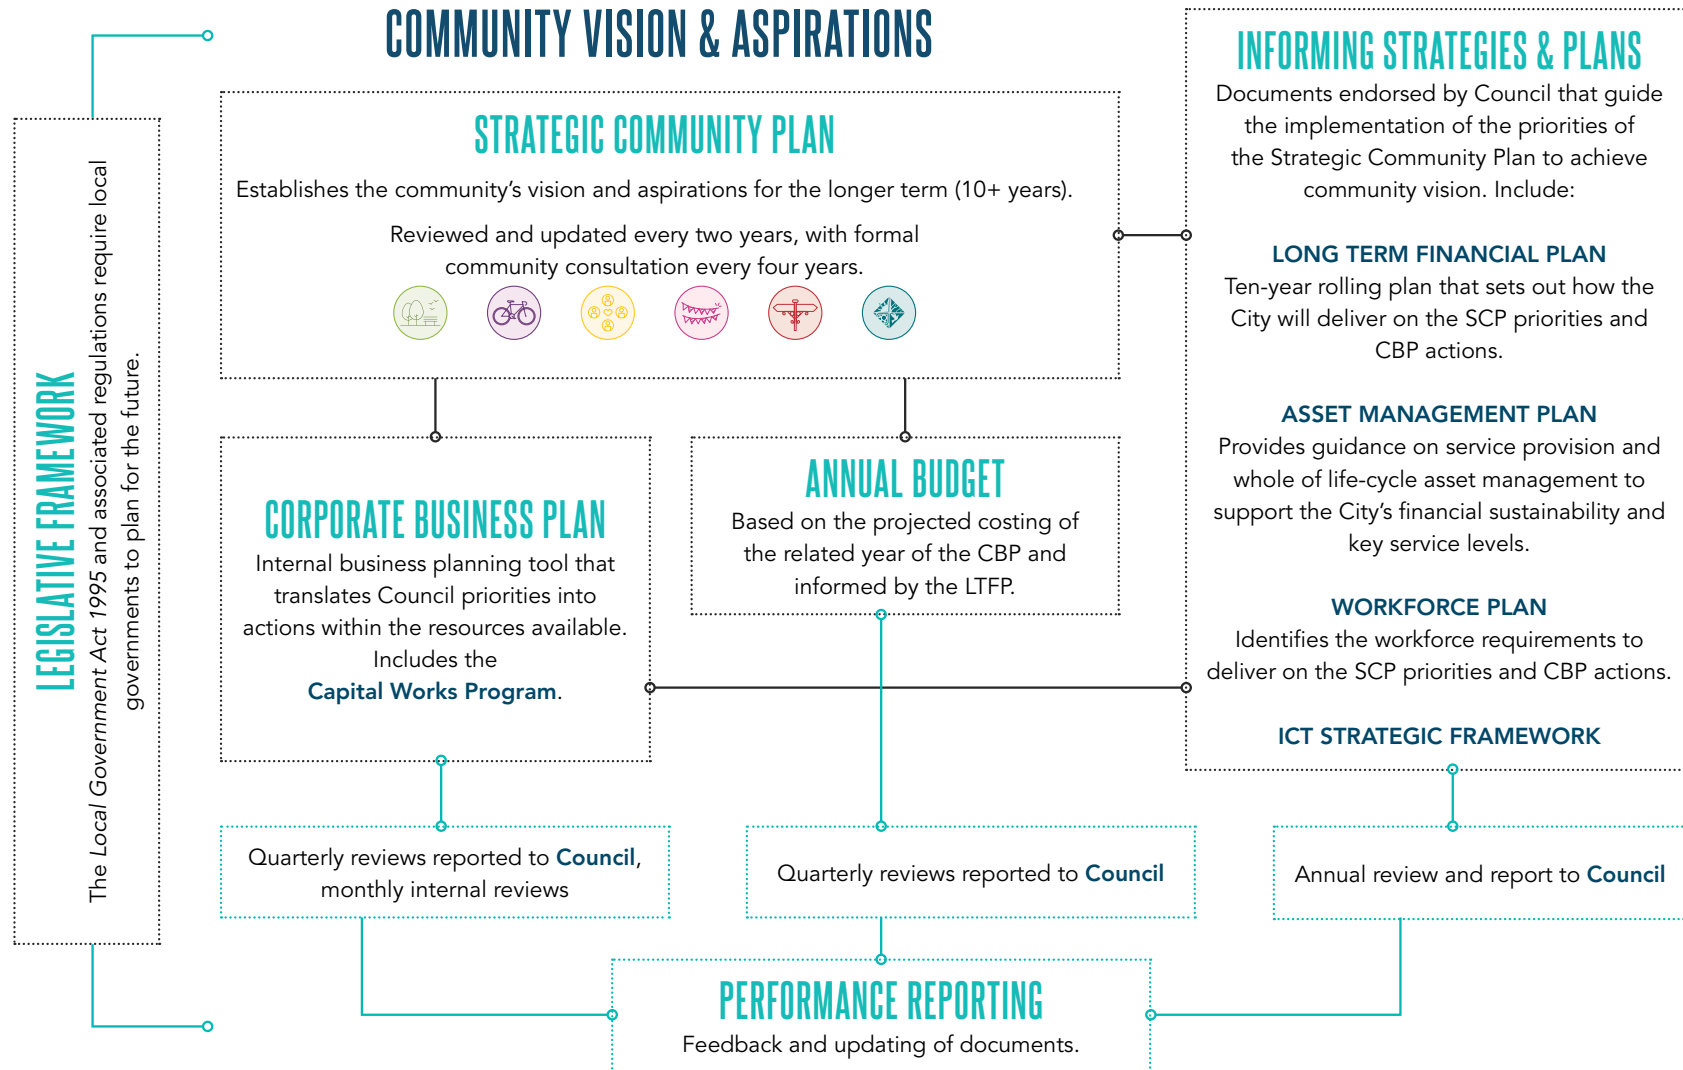 COMMUNITY VISION & ASPIRATIONS
LEGISLATIVE FRAMEWORK
The Local Government Act 1995 and associated regulations require local
governments to plan for the future.
STRATEGIC COMMUNITY PLAN
Establishes the community’s vision and aspirations for the longer term (10+ years).
Reviewed and updated every two years, with formal
community consultation every four years.
CORPORATE BUSINESS PLAN
Internal business planning tool that
translates Council priorities into
actions within the resources available.
Includes the
Capital Works Program.
ANNUAL BUDGET
Based on the projected costing of
the related year of the CBP and
informed by the LTFP.
INFORMING STRATEGIES & PLANS
Documents endorsed by Council that guide
the implementation of the priorities of
the Strategic Community Plan to achieve
community vision. Include:
LONG TERM FINANCIAL PLAN
Ten-year rolling plan that sets out how the
City will deliver on the SCP priorities and
CBP actions.
ASSET MANAGEMENT PLAN
Provides guidance on service provision and
whole of life-cycle asset management to
support the City’s financial sustainability and
key service levels.
WORKFORCE PLAN
Identifies the workforce requirements to
deliver on the SCP priorities and CBP actions.
ICT STRATEGIC FRAMEWORK
Quarterly reviews reported to Council,
monthly internal reviews
Quarterly reviews reported to Council
Annual review and report to Council
PERFORMANCE REPORTING
Feedback and updating of documents.